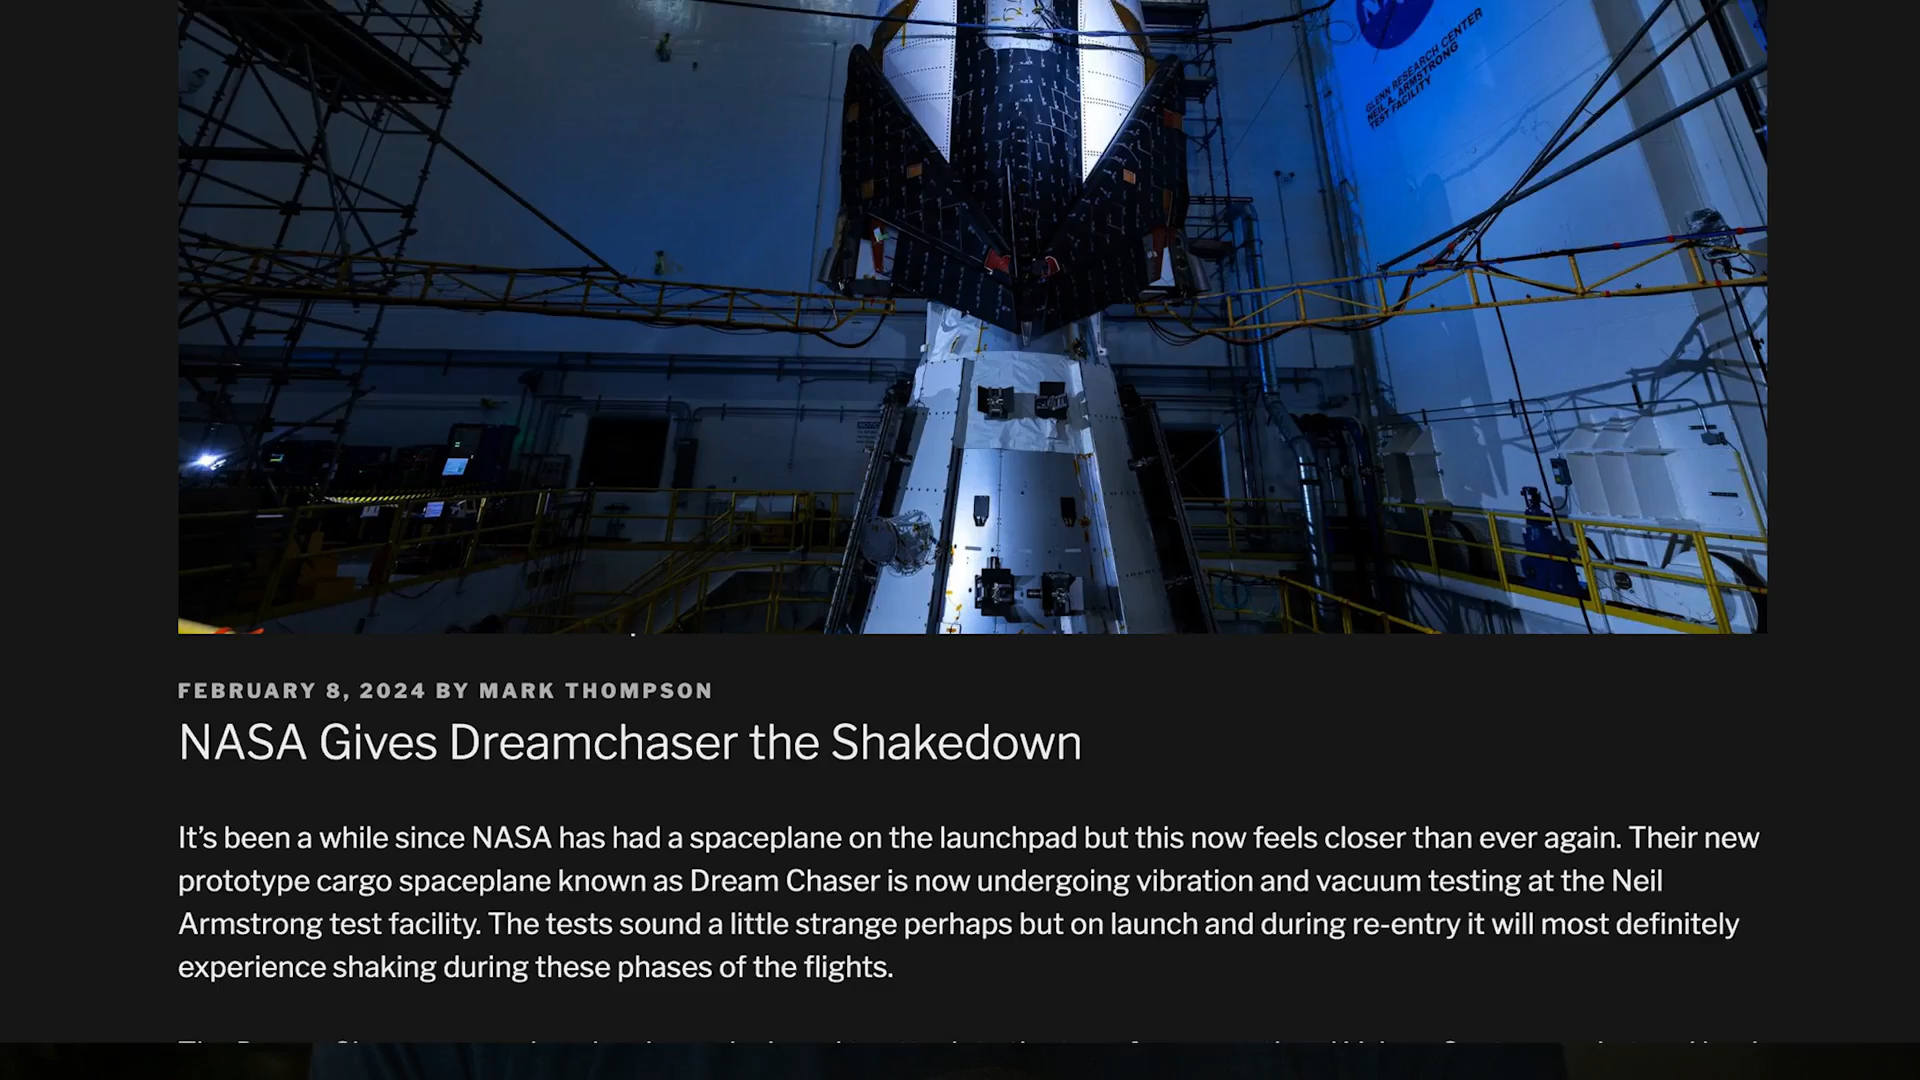 NASA
GLENN RESEARCH CENTER
NEIL A. ARMSTRONG
TEST FACILITY
FEBRUARY 8, 2024 BY MARK THOMPSON
NASA Gives Dreamchaser the Shakedown
It’s been a while since NASA has had a spaceplane on the launchpad but this now feels closer than ever again. Their new
prototype cargo spaceplane known as Dream Chaser is now undergoing vibration and vacuum testing at the Neil
Armstrong test facility. The tests sound a little strange perhaps but on launch and during re-entry it will most definitely
experience shaking during these phases of the flights.